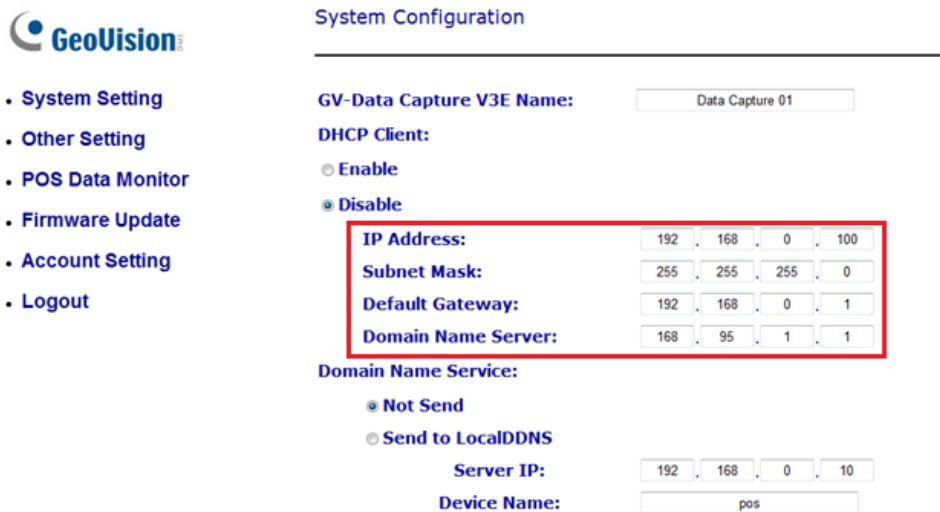 System Configuration
GeoVision Inc
System Setting
Other Setting
POS Data Monitor
Firmware Update
Account Setting
Logout
GV-Data Capture V3E Name: Data Capture 01
DHCP Client:
Enable
Disable
IP Address: 192 . 168 . 0 . 100
Subnet Mask: 255 . 255 . 255 . 0
Default Gateway: 192 . 168 . 0 . 1
Domain Name Server: 168 . 95 . 1 . 1
Domain Name Service:
Not Send
Send to LocalDDNS
Server IP: 192 . 168 . 0 . 10
Device Name: pos